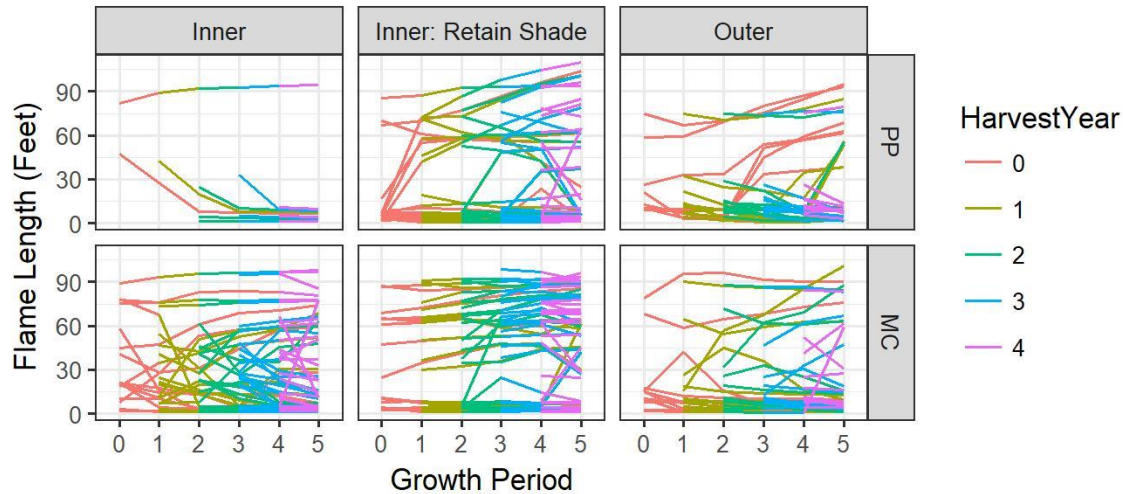 Inner
Inner: Retain Shade
Outer
Flame Length (Feet)
90
60
30
0
PP
90
60
30
0
MC
0 1 2 3 4 5
0 1 2 3 4 5
0 1 2 3 4 5
Growth Period
HarvestYear
0
1
2
3
4